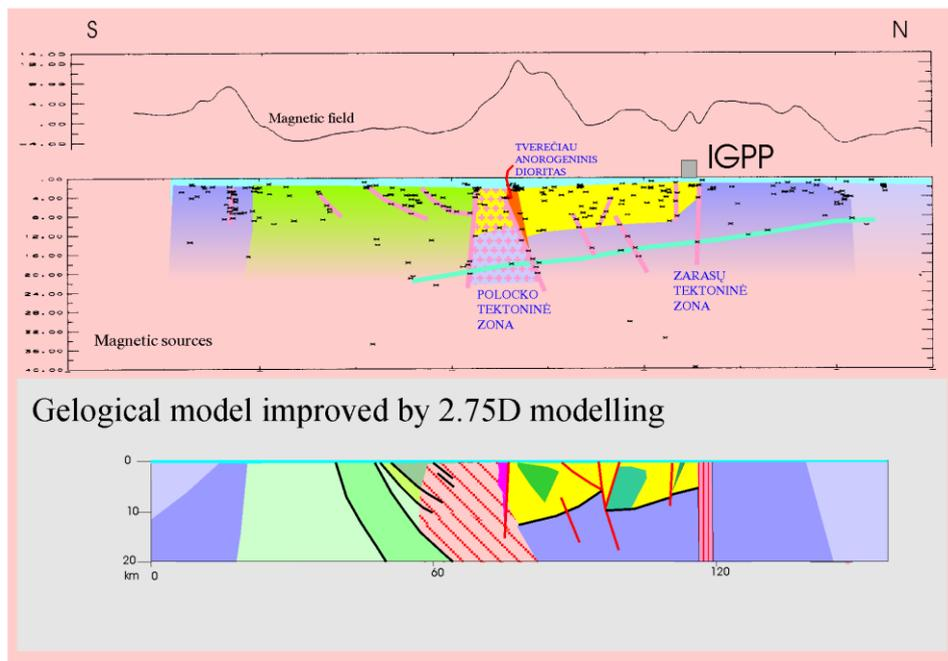 S
N
Magnetic field
TVEREČIAU
ANOROGENINIS
DIORITAS
IGPP
POLOCKO
TEKTONINĖ
ZONA
ZARASŲ
TEKTONINĖ
ZONA
Magnetic sources
Gelogical model improved by 2.75D modelling
0
10
20
km
0
60
120